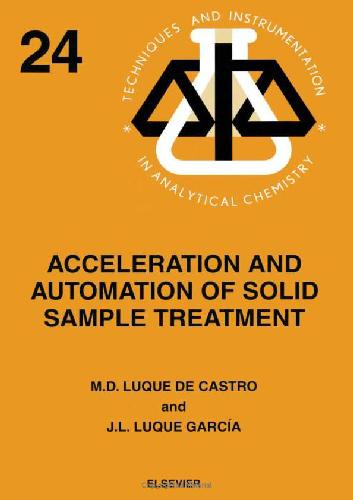 24
* TECHNIQUES AND INSTRUMENTATION *
IN ANALYTICAL CHEMISTRY
ACCELERATION AND
AUTOMATION OF SOLID
SAMPLE TREATMENT
M.D. LUQUE DE CASTRO
and
J.L. LUQUE GARCÍA
ELSEVIER